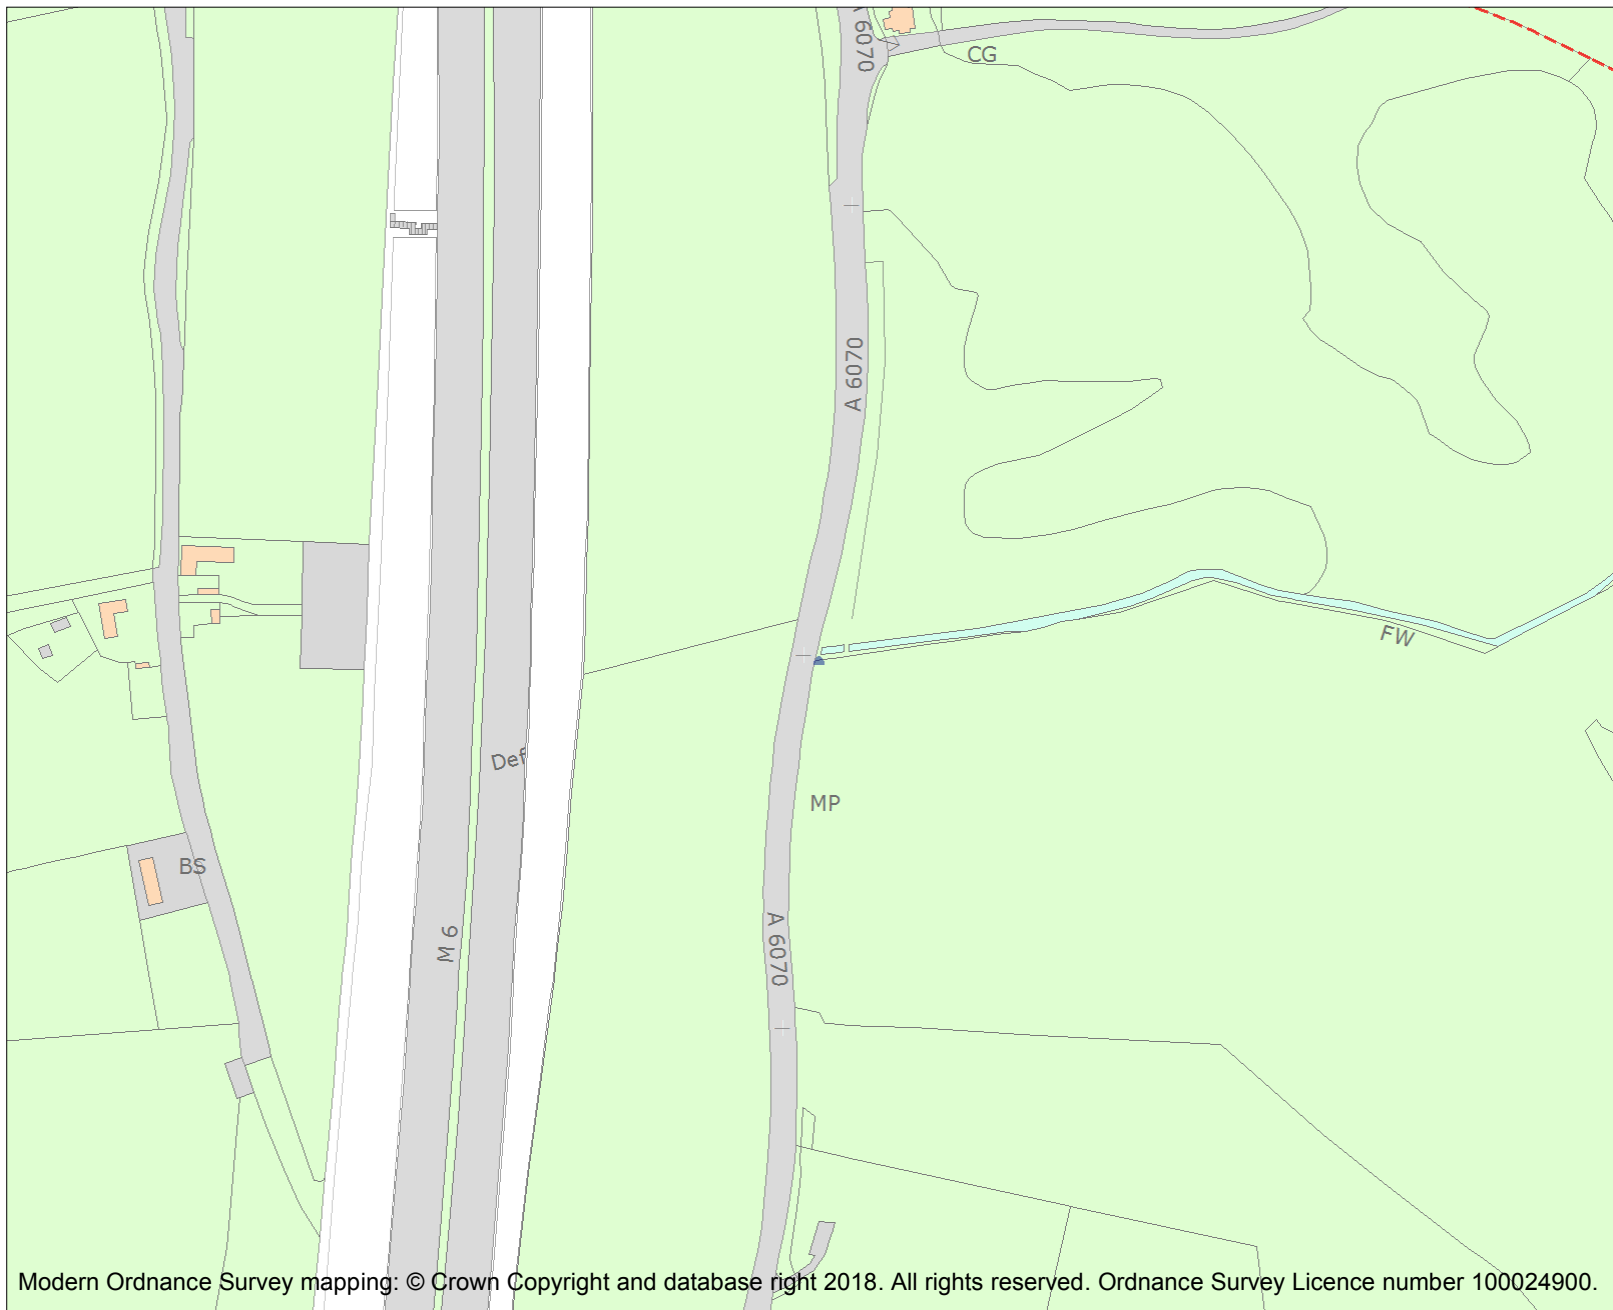 A 6070
CG
A 6070
FW
Def
MP
BS
A 6070
M 6
Modern Ordnance Survey mapping: © Crown Copyright and database right 2018. All rights reserved. Ordnance Survey Licence number 100024900.